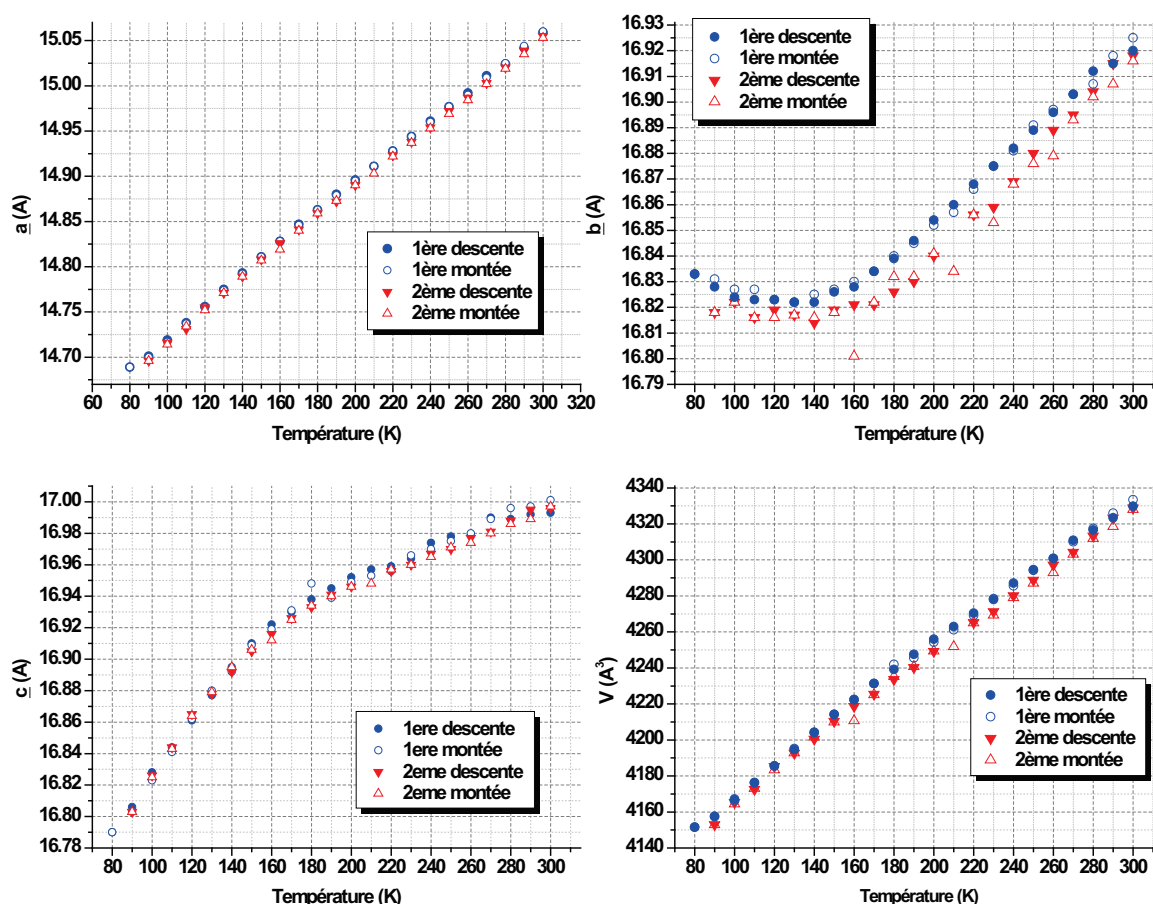 15.05
15.00
14.95
14.90
14.85
14.80
14.75
14.70
a (A)
1ère descente
1ère montée
2ème descente
2ème montée
60 80 100 120 140 160 180 200 220 240 260 280 300 320
Température (K)
16.93
16.92
16.91
16.90
16.89
16.88
16.87
16.86
16.85
16.84
16.83
16.82
16.81
16.80
16.79
b (A)
1ère descente
1ère montée
2ème descente
2ème montée
80 100 120 140 160 180 200 220 240 260 280 300
Température (K)
17.00
16.98
16.96
16.94
16.92
16.90
16.88
16.86
16.84
16.82
16.80
16.78
c (A)
1ere descente
1ere montée
2eme descente
2eme montée
80 100 120 140 160 180 200 220 240 260 280 300
Température (K)
4340
4320
4300
4280
4260
4240
4220
4200
4180
4160
4140
V (A³)
1ère descente
1ère montée
2ème descente
2ème montée
80 100 120 140 160 180 200 220 240 260 280 300
Température (K)